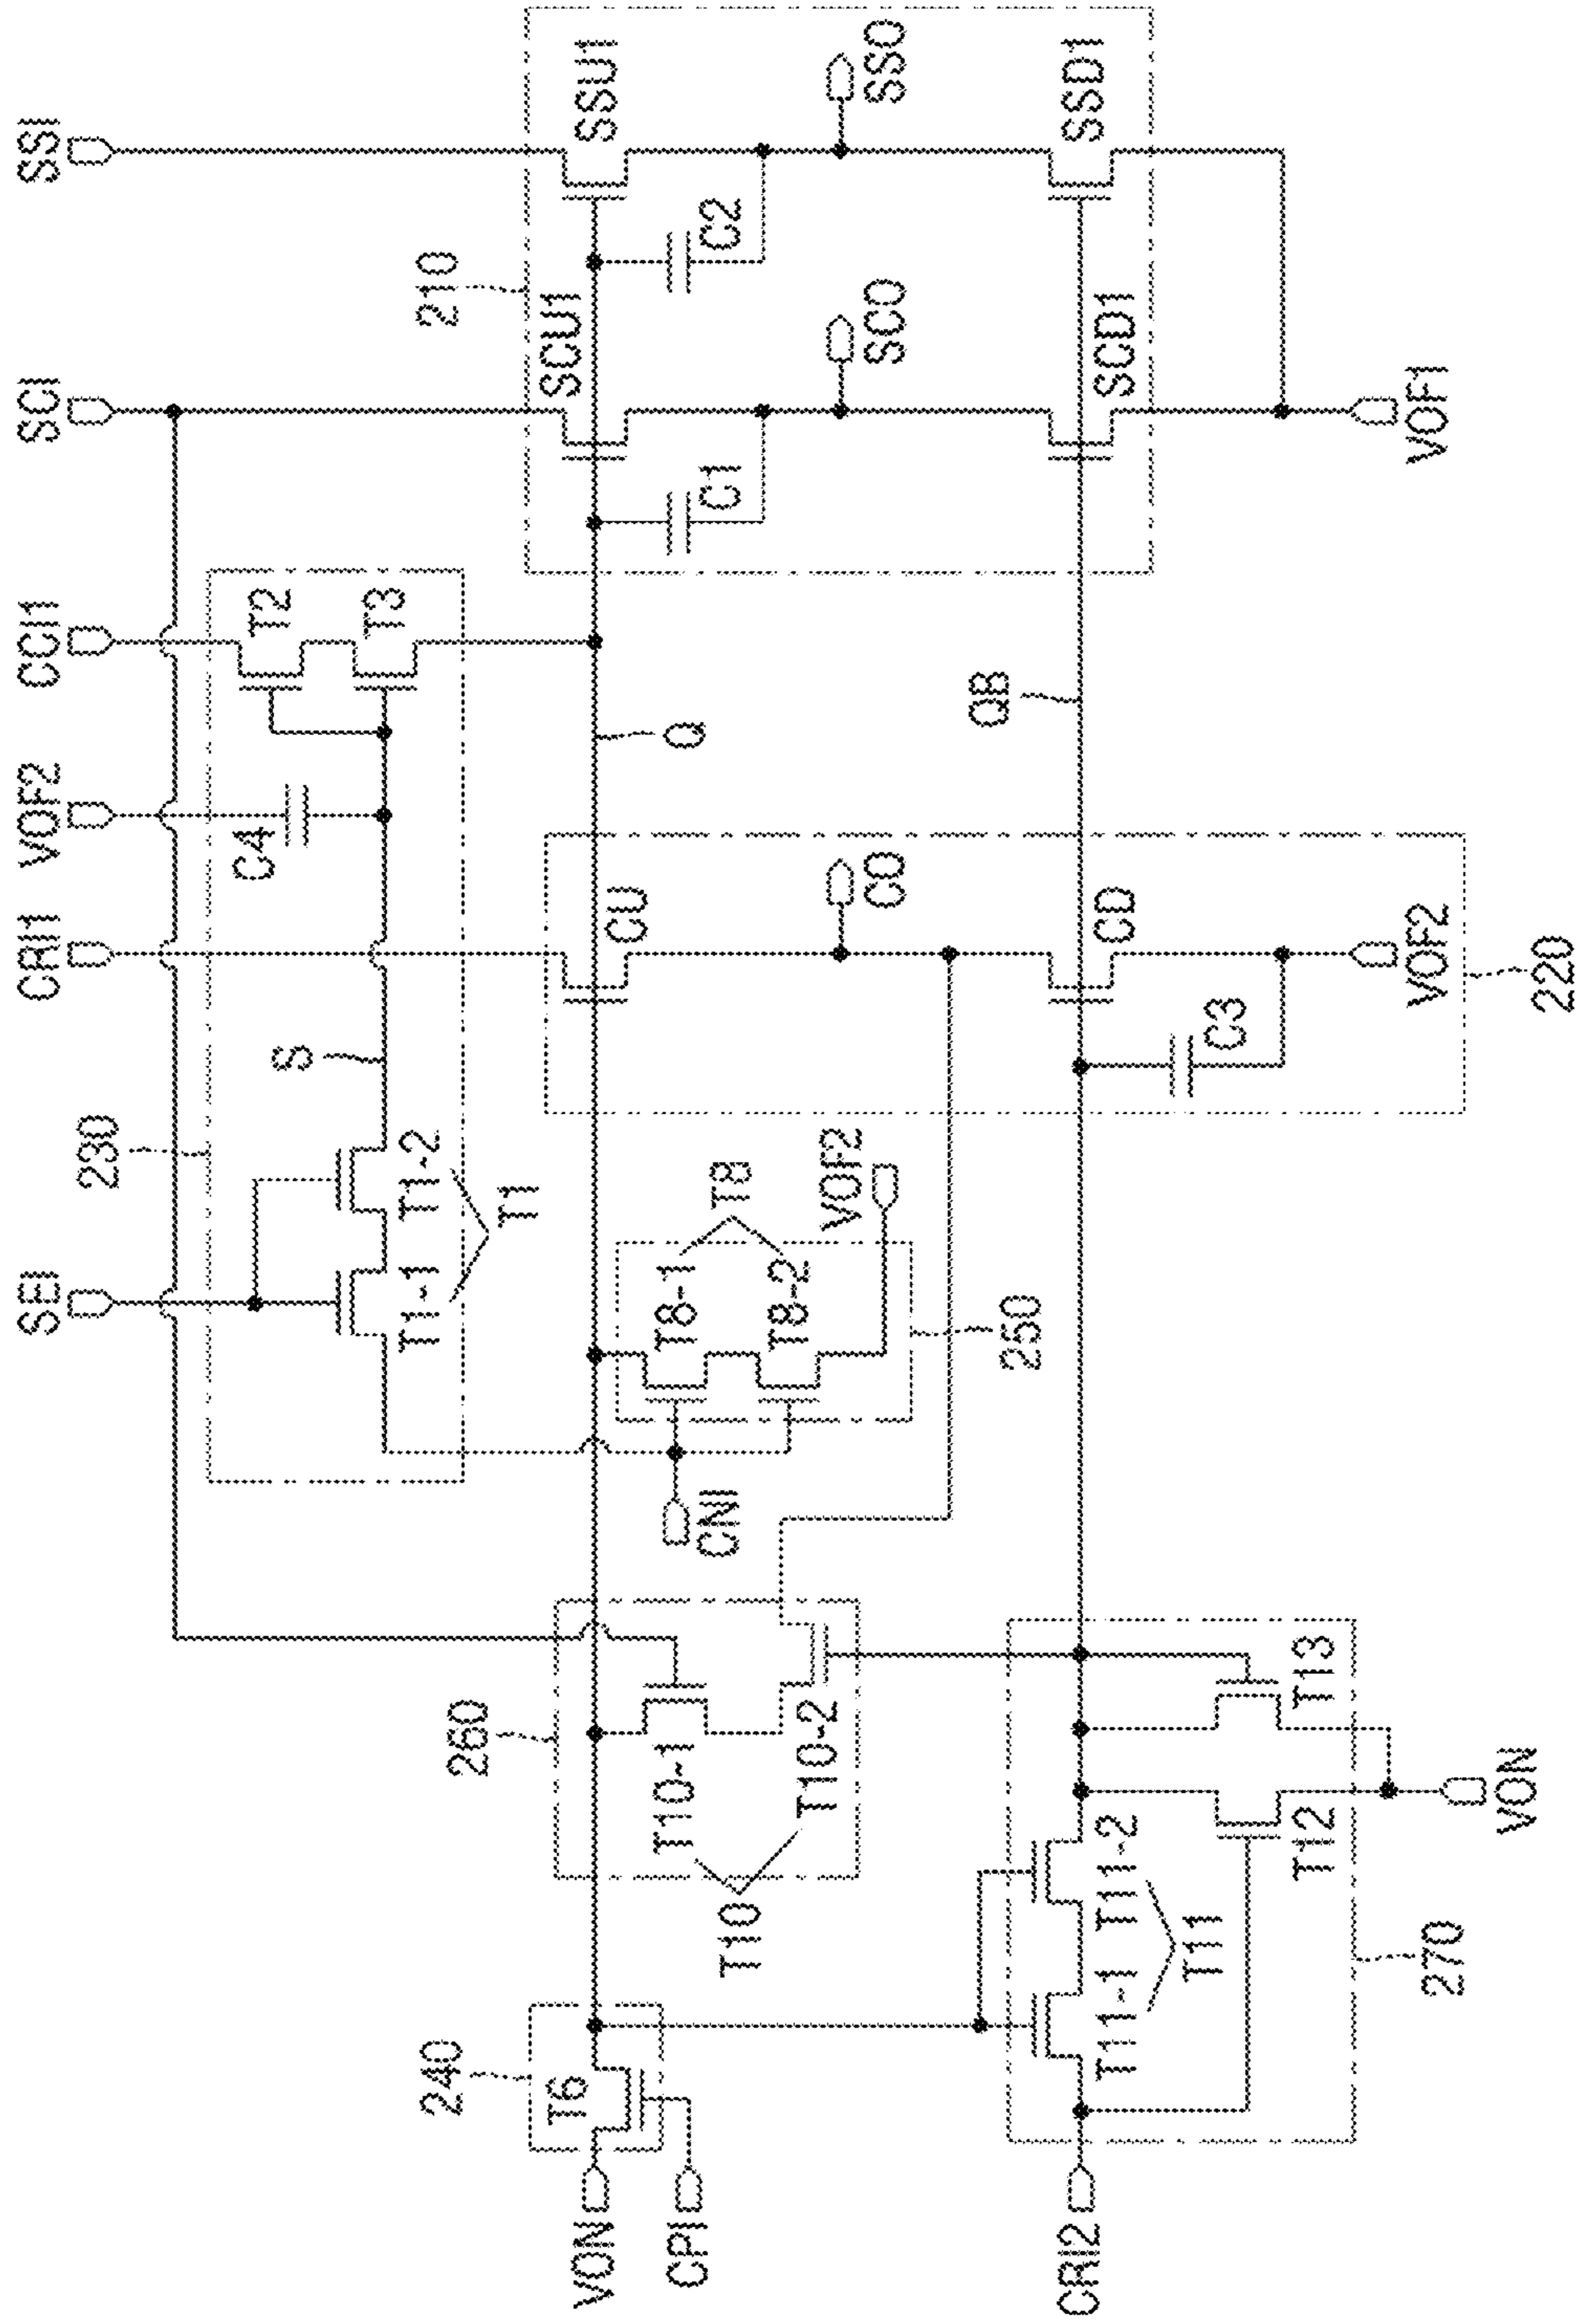 SEI
CRI1
VOF2
CCI1
SCI
SSI
230
C4
T2
S
T3
T1-1
T1-2
240
210
260
T1
T6
SCU1
VON
SSU1
CU
T10-1
T8-1
CPI
Q
CNI
C1
C2
T10
T8
T8-2
T10-2
VOF2
CO
SCO
SSO
QB
250
CRI2
SSD1
T11-1
T11-2
CD
SCD1
T11
C3
T12
T13
VOF2
VOF1
270
VON
220